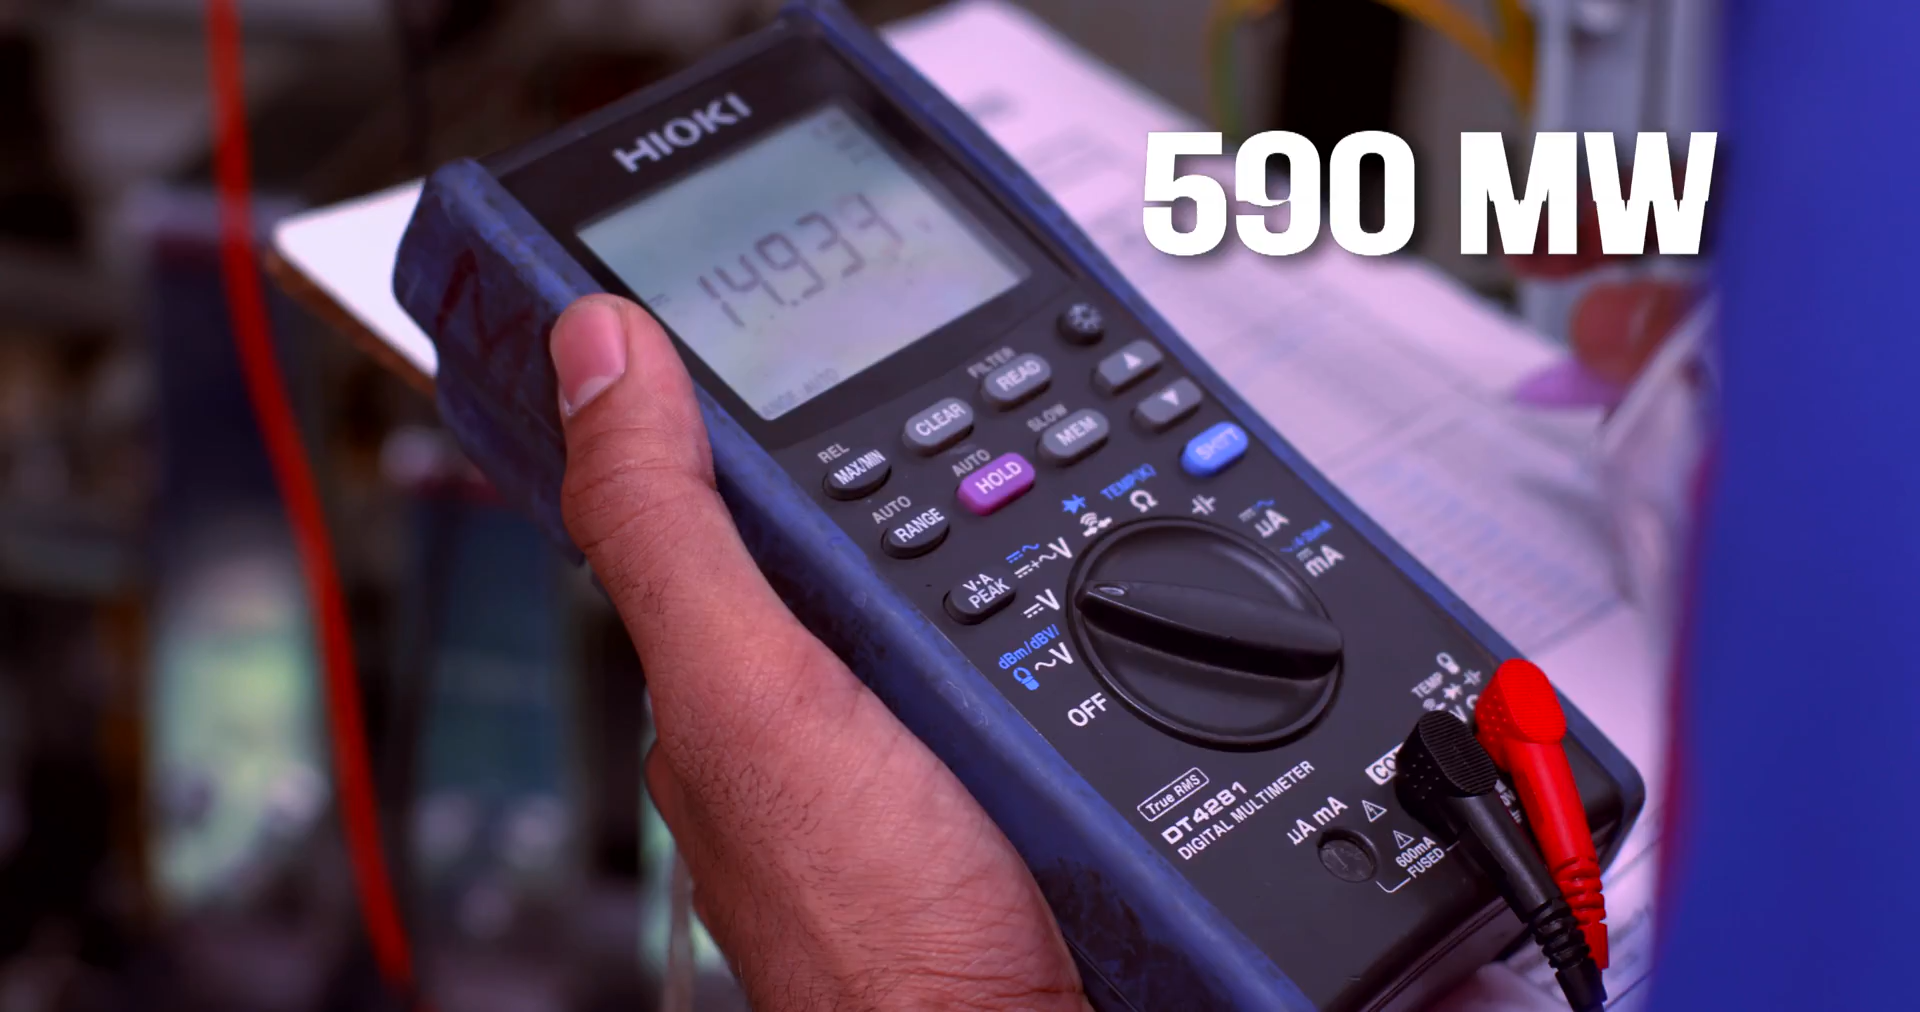 HIOKI
590 MW
14.934
FILTER
READ
CLEAR
SLOW
MEM
REL
MAX/MIN
AUTO
HOLD
SHIFT
AUTO
RANGE
TEMP(K)
Ω
µA
mA
V
V-A
PEAK
V
dBm/dBV/
~V
OFF
TEMP
True RMS
DT4281
DIGITAL MULTIMETER
µA mA
600mA
FUSED